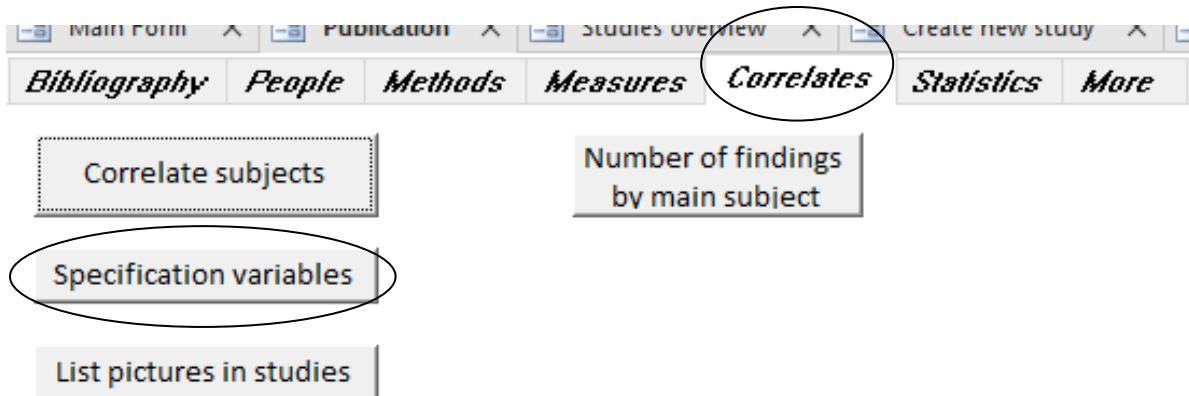 Main Form Publication Studies overview Create new study
Bibliography People Methods Measures Correlates Statistics More
Correlate subjects
Number of findings
by main subject
Specification variables
List pictures in studies